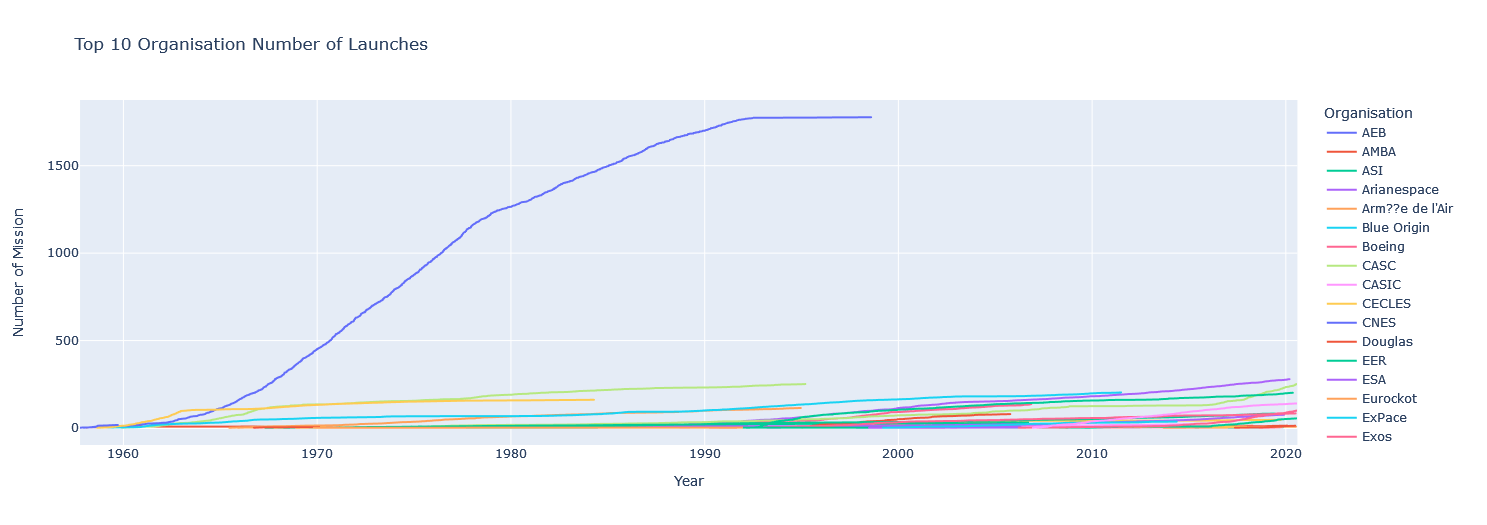 Top 10 Organisation Number of Launches
Number of Mission
1500
1000
500
0
1960
1970
1980
1990
2000
2010
2020
Year
Organisation
AEB
AMBA
ASI
Arianespace
Arm??e de l'Air
Blue Origin
Boeing
CASC
CASIC
CECLES
CNES
Douglas
EER
ESA
Eurockot
ExPace
Exos